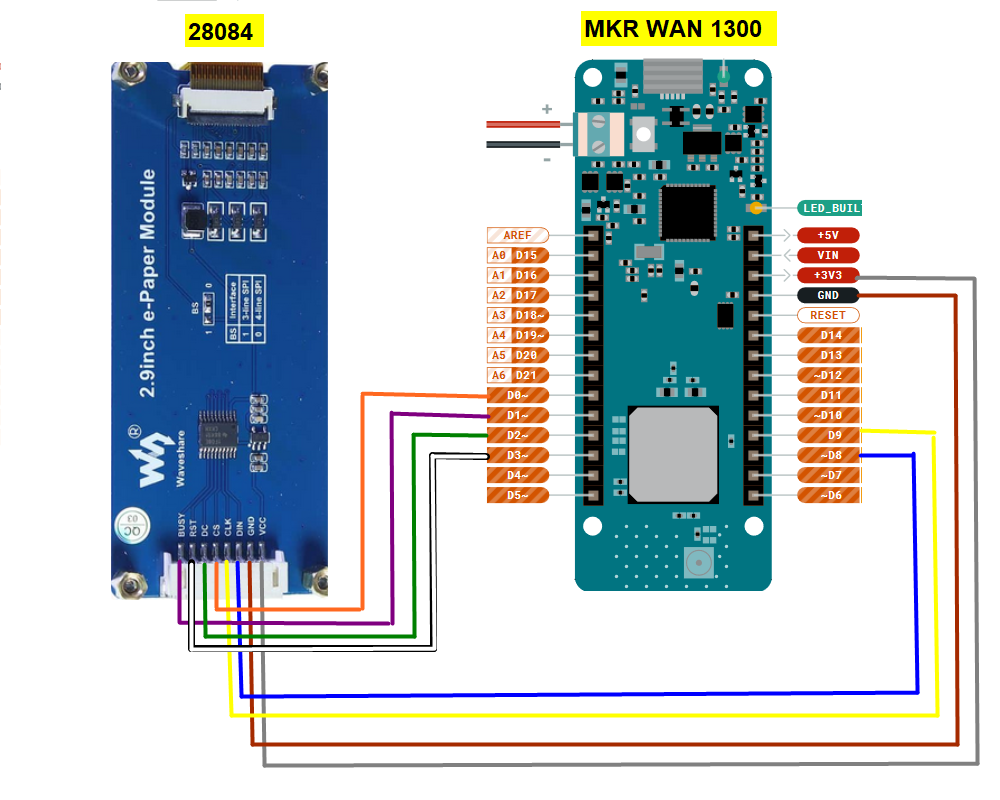 28084
MKR WAN 1300
2.9inch e-Paper Module
Waveshare
®
BS
0
1
BS Interface
1 3-line SPI
0 4-line SPI
QC
03
BUSY
RST
DC
CS
CLK
DIN
GND
VCC
+
-
AREF
A0 D15
A1 D16
A2 D17
A3 D18~
A4 D19~
A5 D20
A6 D21
D0~
D1~
D2~
D3~
D4~
D5~
LED_BUIL
+5V
VIN
+3V3
GND
RESET
D14
D13
~D12
D11
~D10
D9
~D8
~D7
~D6